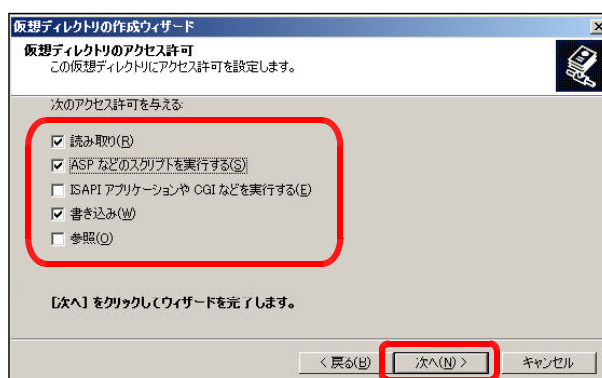 仮想ディレクトリの作成ウィザード
仮想ディレクトリのアクセス許可
この仮想ディレクトリにアクセス許可を設定します。
次のアクセス許可を与える:
読み取り(R)
ASP などのスクリプトを実行する(S)
ISAPI アプリケーションや CGI などを実行する(E)
書き込み(W)
参照(O)
[次へ] をクリックしてウィザードを完了します。
< 戻る(B)
次へ(N) >
キャンセル